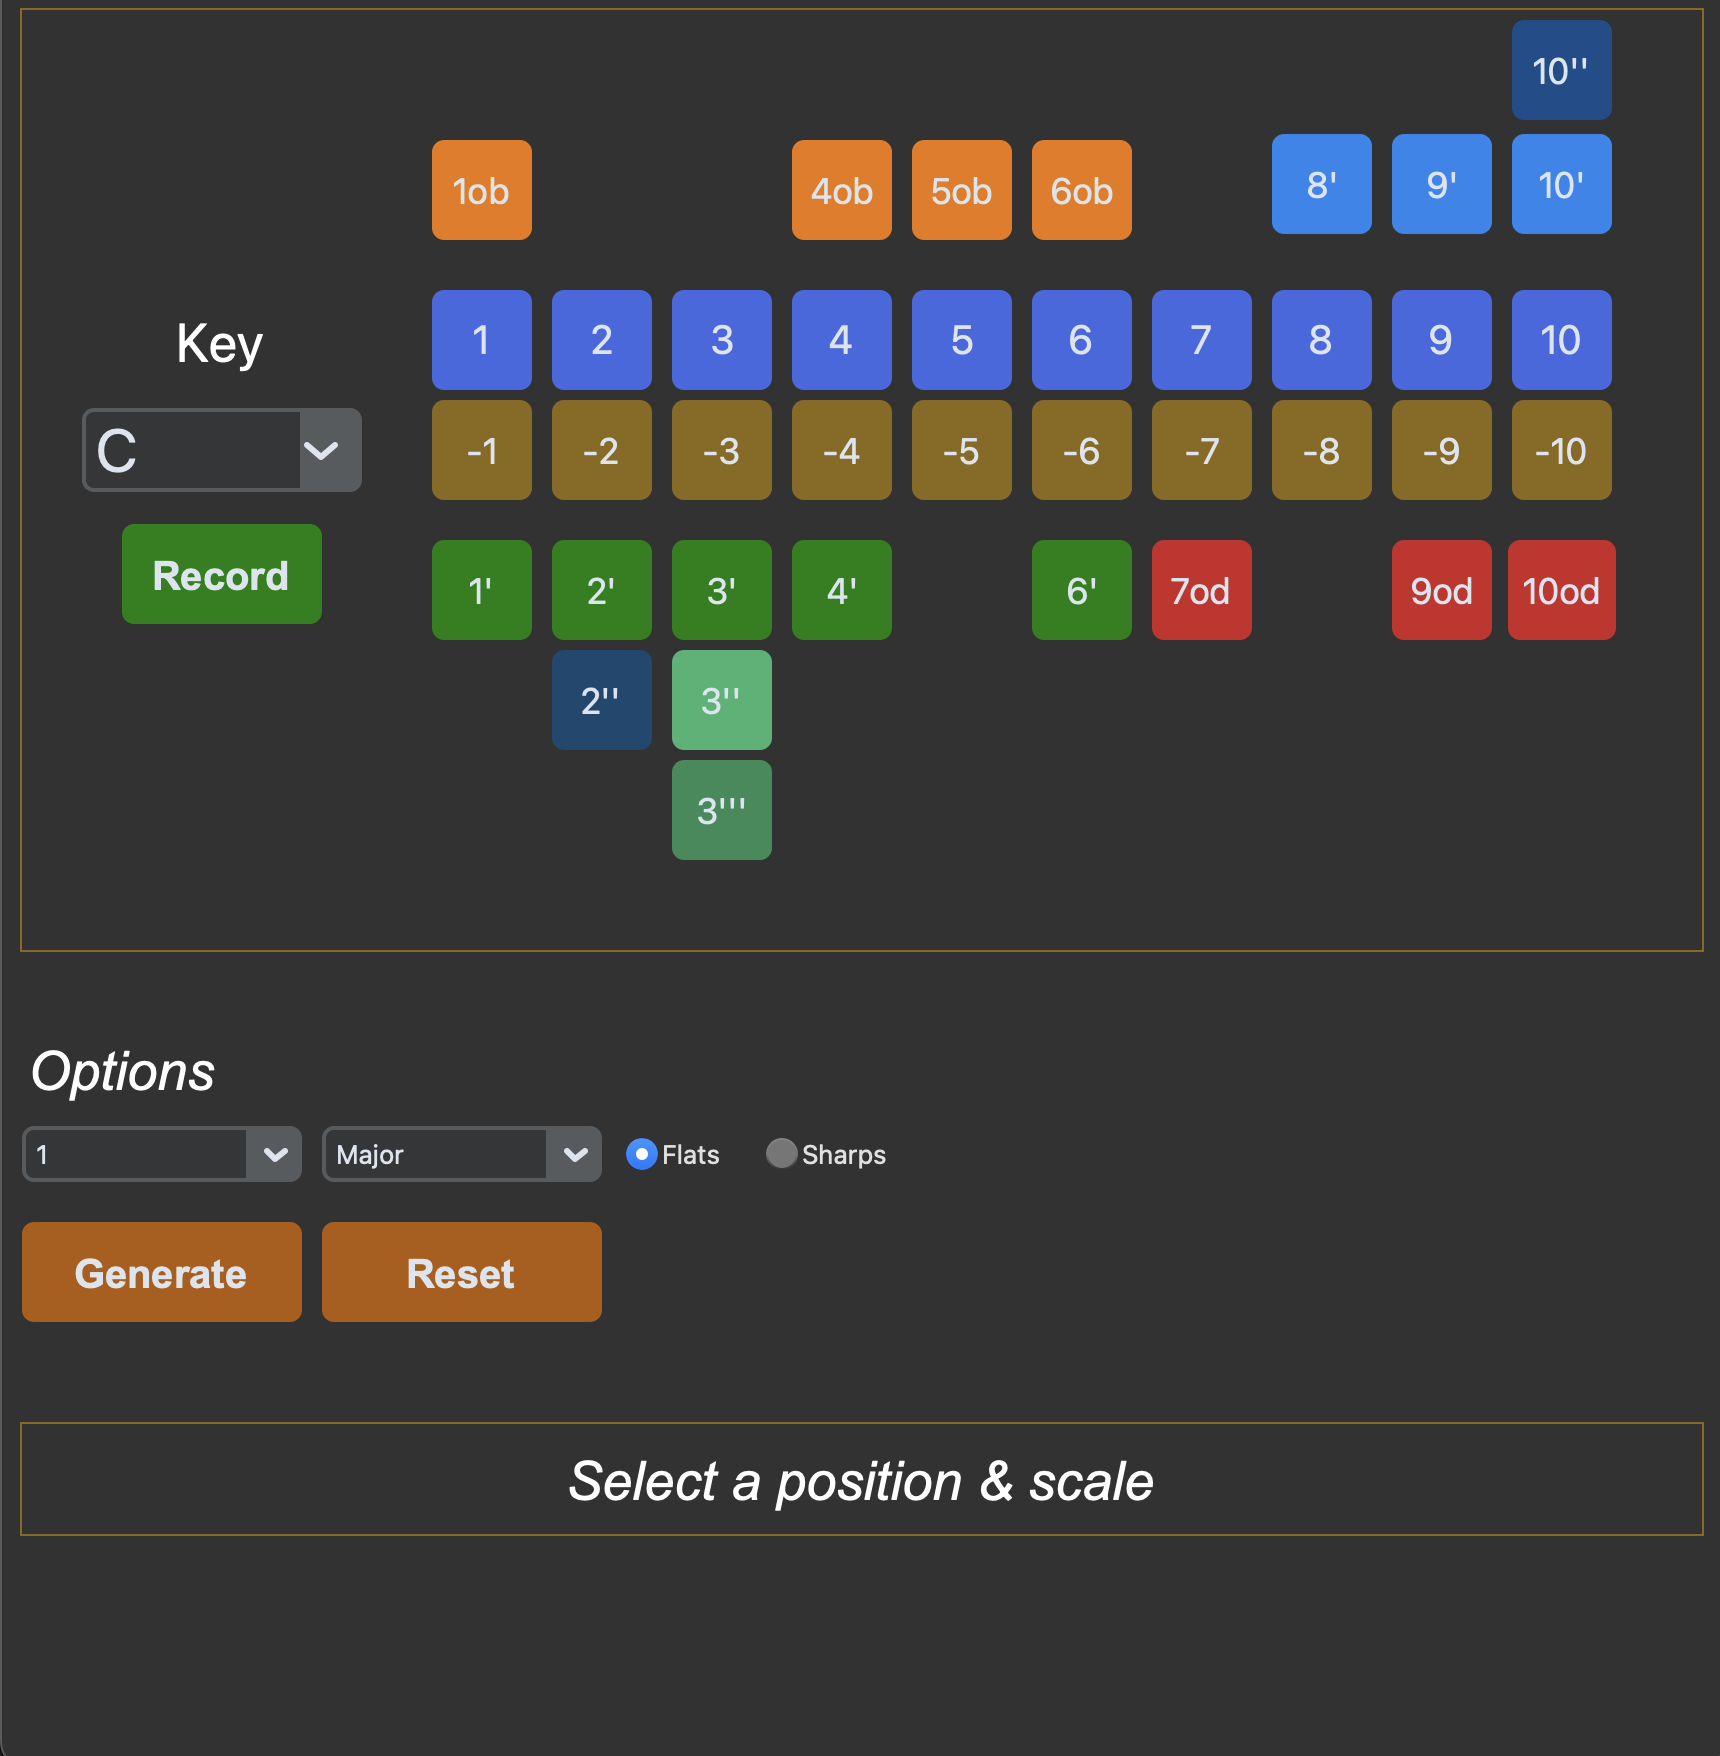 10''
1ob 4ob 5ob 6ob 8' 9' 10'
Key
1 2 3 4 5 6 7 8 9 10
C
-1 -2 -3 -4 -5 -6 -7 -8 -9 -10
Record
1' 2' 3' 4' 6' 7od 9od 10od
2'' 3''
3'''
Options
1 Major Flats Sharps
Generate Reset
Select a position & scale